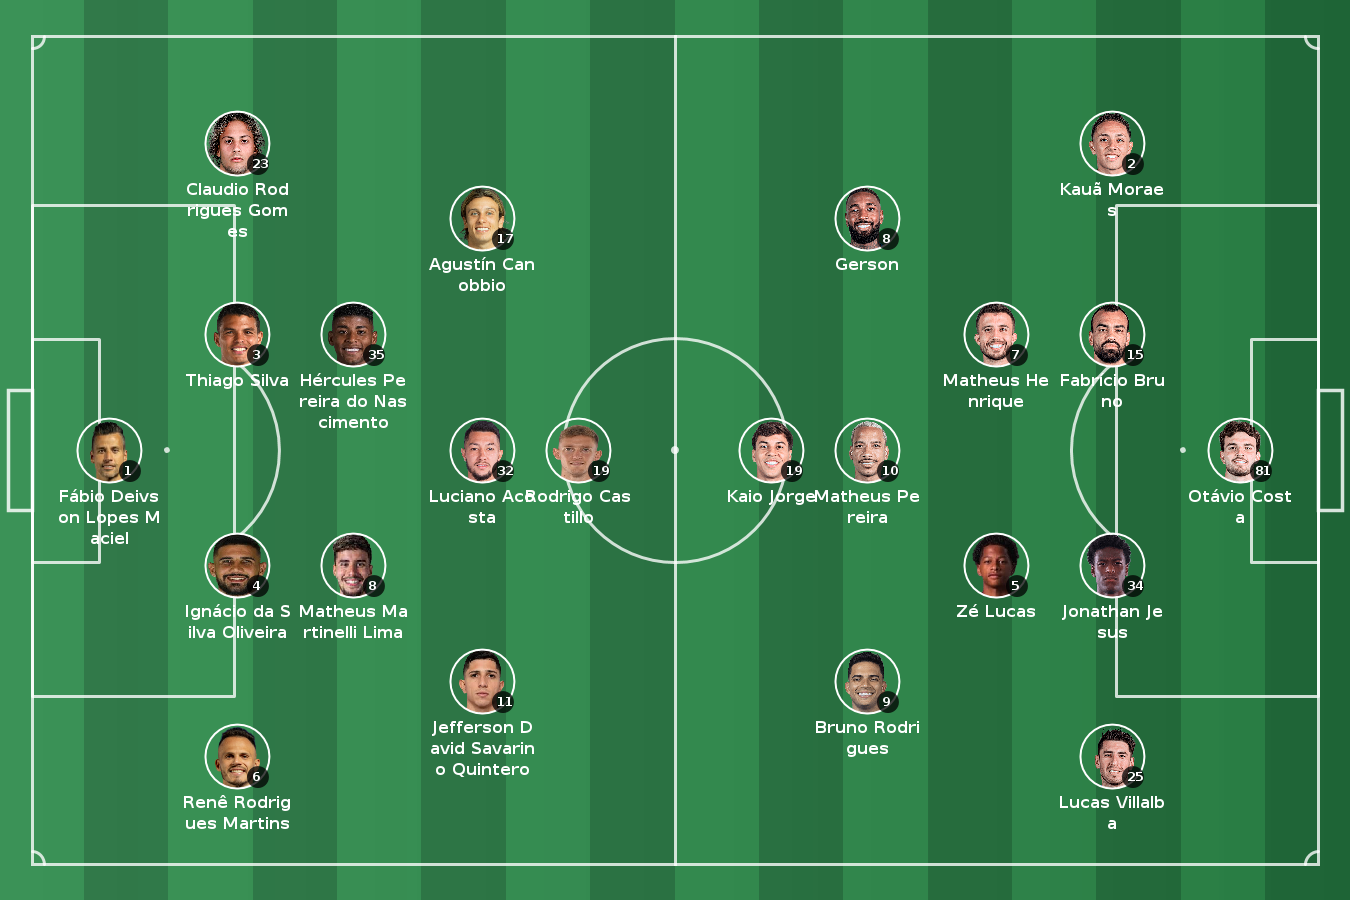 23
Claudio Rod
rigues Gom
es
2
Kauã Morae
s
17
Agustín Can
obbio
8
Gerson
3
Thiago Silva
35
Hércules Pe
reira do Nas
cimento
7
Matheus He
nrique
15
Fabrício Bru
no
1
Fábio Deivs
on Lopes M
aciel
32
Luciano Aco
sta
19
Rodrigo Cas
tillo
19
Kaio Jorge
10
Matheus Pe
reira
81
Otávio Cost
a
4
Ignácio da S
ilva Oliveira
8
Matheus Ma
rtinelli Lima
5
Zé Lucas
34
Jonathan Je
sus
11
Jefferson D
avid Savarin
o Quintero
9
Bruno Rodri
gues
6
Renê Rodrig
ues Martins
25
Lucas Villalb
a